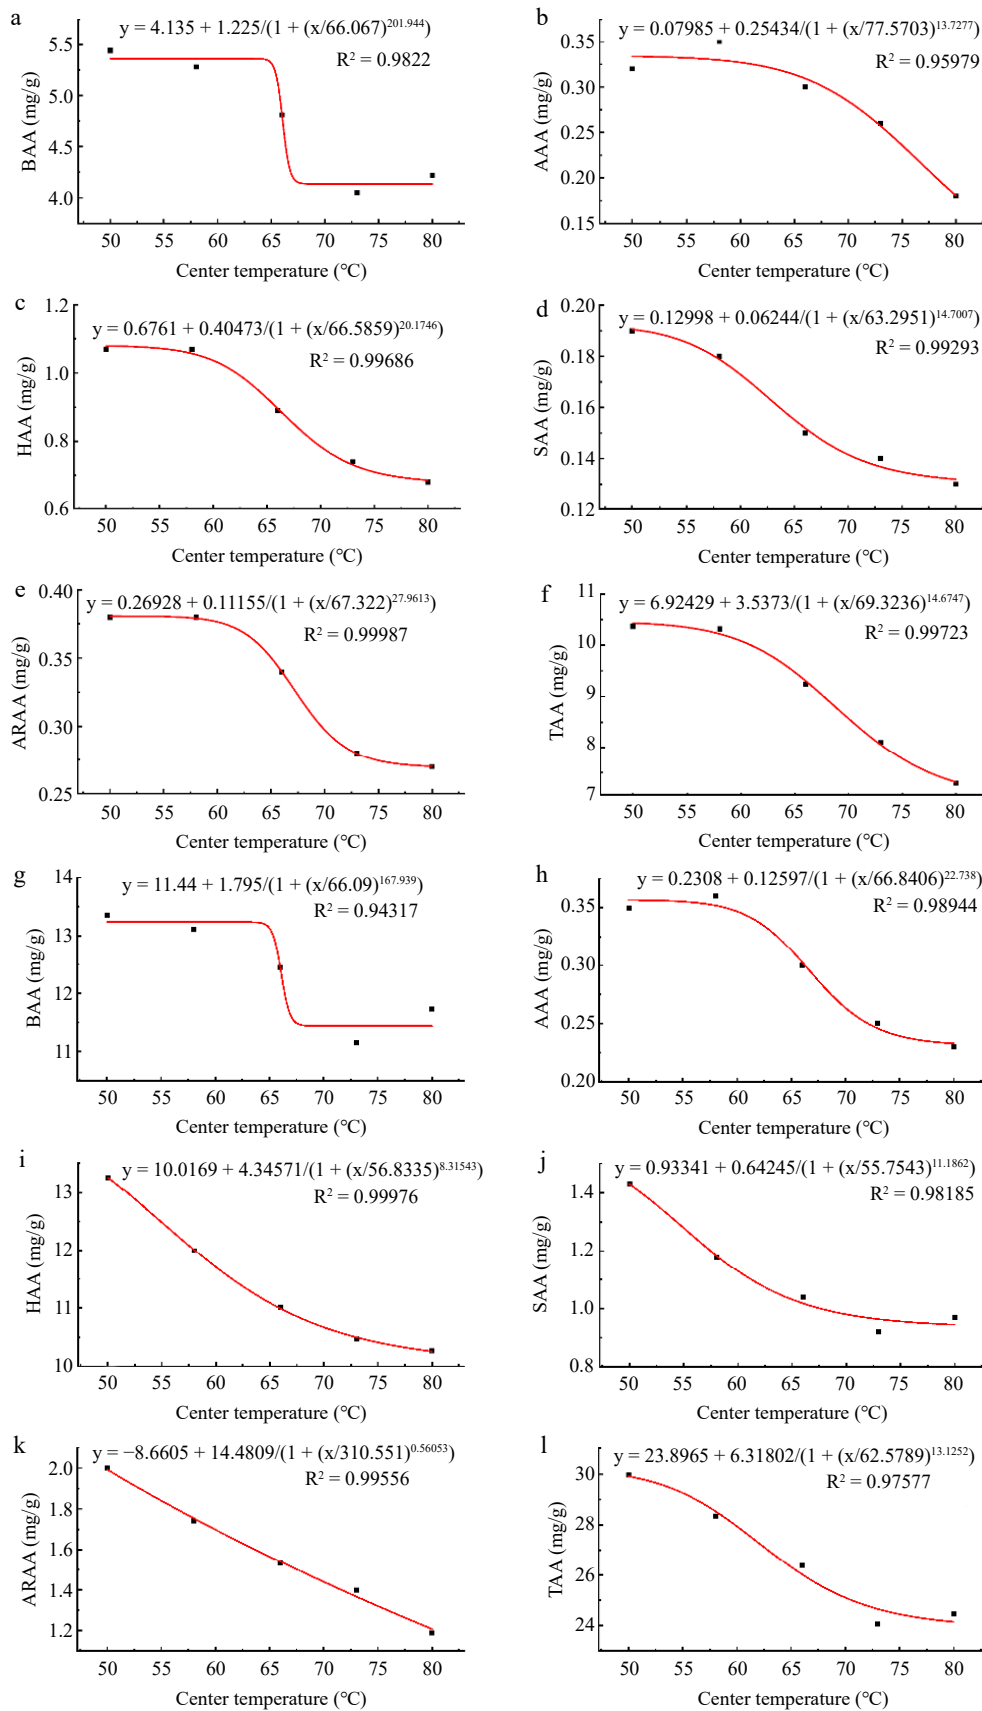 a
y = 4.135 + 1.225/(1 + (x/66.067)^201.944)
R² = 0.9822
5.5
5.0
4.5
4.0
BAA (mg/g)
50 55 60 65 70 75 80
Center temperature (℃)
b
y = 0.07985 + 0.25434/(1 + (x/77.5703)^13.7277)
R² = 0.95979
0.35
0.30
0.25
0.20
0.15
AAA (mg/g)
50 55 60 65 70 75 80
Center temperature (℃)
c
y = 0.6761 + 0.40473/(1 + (x/66.5859)^20.1746)
R² = 0.99686
1.2
1.0
0.8
0.6
HAA (mg/g)
50 55 60 65 70 75 80
Center temperature (℃)
d
y = 0.12998 + 0.06244/(1 + (x/63.2951)^14.7007)
R² = 0.99293
0.20
0.18
0.16
0.14
0.12
SAA (mg/g)
50 55 60 65 70 75 80
Center temperature (℃)
e
y = 0.26928 + 0.11155/(1 + (x/67.322)^27.9613)
R² = 0.99987
0.40
0.35
0.30
0.25
ARAA (mg/g)
50 55 60 65 70 75 80
Center temperature (℃)
f
y = 6.92429 + 3.5373/(1 + (x/69.3236)^14.6747)
R² = 0.99723
11
10
9
8
7
TAA (mg/g)
50 55 60 65 70 75 80
Center temperature (℃)
g
y = 11.44 + 1.795/(1 + (x/66.09)^167.939)
R² = 0.94317
14
13
12
11
BAA (mg/g)
50 55 60 65 70 75 80
Center temperature (℃)
h
y = 0.2308 + 0.12597/(1 + (x/66.8406)^22.738)
R² = 0.98944
0.35
0.30
0.25
0.20
AAA (mg/g)
50 55 60 65 70 75 80
Center temperature (℃)
i
y = 10.0169 + 4.34571/(1 + (x/56.8335)^8.31543)
R² = 0.99976
13
12
11
10
HAA (mg/g)
50 55 60 65 70 75 80
Center temperature (℃)
j
y = 0.93341 + 0.64245/(1 + (x/55.7543)^11.1862)
R² = 0.98185
1.4
1.2
1.0
0.8
SAA (mg/g)
50 55 60 65 70 75 80
Center temperature (℃)
k
y = −8.6605 + 14.4809/(1 + (x/310.551)^0.56053)
R² = 0.99556
2.0
1.8
1.6
1.4
1.2
ARAA (mg/g)
50 55 60 65 70 75 80
Center temperature (℃)
l
y = 23.8965 + 6.31802/(1 + (x/62.5789)^13.1252)
R² = 0.97577
30
28
26
24
TAA (mg/g)
50 55 60 65 70 75 80
Center temperature (℃)